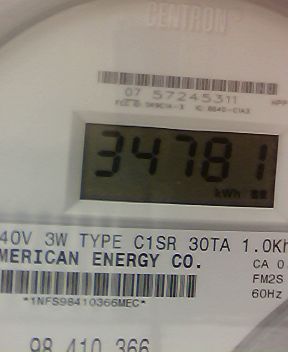 CENTRON
07 57245311
34781
kWh
40V 3W TYPE C1SR 30TA 1.0Kh
MERICAN ENERGY CO.
CA 0.
FM2S
60Hz
*1NFS98410366MEC*
98 410 366